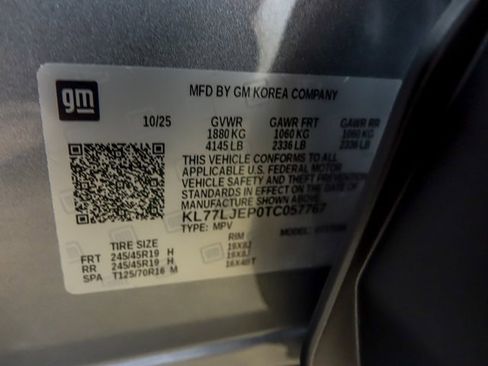 gm
MFD BY GM KOREA COMPANY
10/25 GVWR GAWR FRT GAWR RR
1880 KG 1060 KG 1060 KG
4145 LB 2336 LB 2336 LB
THIS VEHICLE CONFORMS TO ALL
APPLICABLE U.S. FEDERAL MOTOR
VEHICLE SAFETY AND THEFT PREVENTION
STANDARDS IN EFFECT ON THE DATE OF
MANUFACTURE SHOWN ABOVE.
KL77LJEP0TC057767
TYPE: MPV
TIRE SIZE RIM
FRT 245/45R19 H 19X8J
RR 245/45R19 H 19X8J
SPA T125/70R16 M 16X4BT